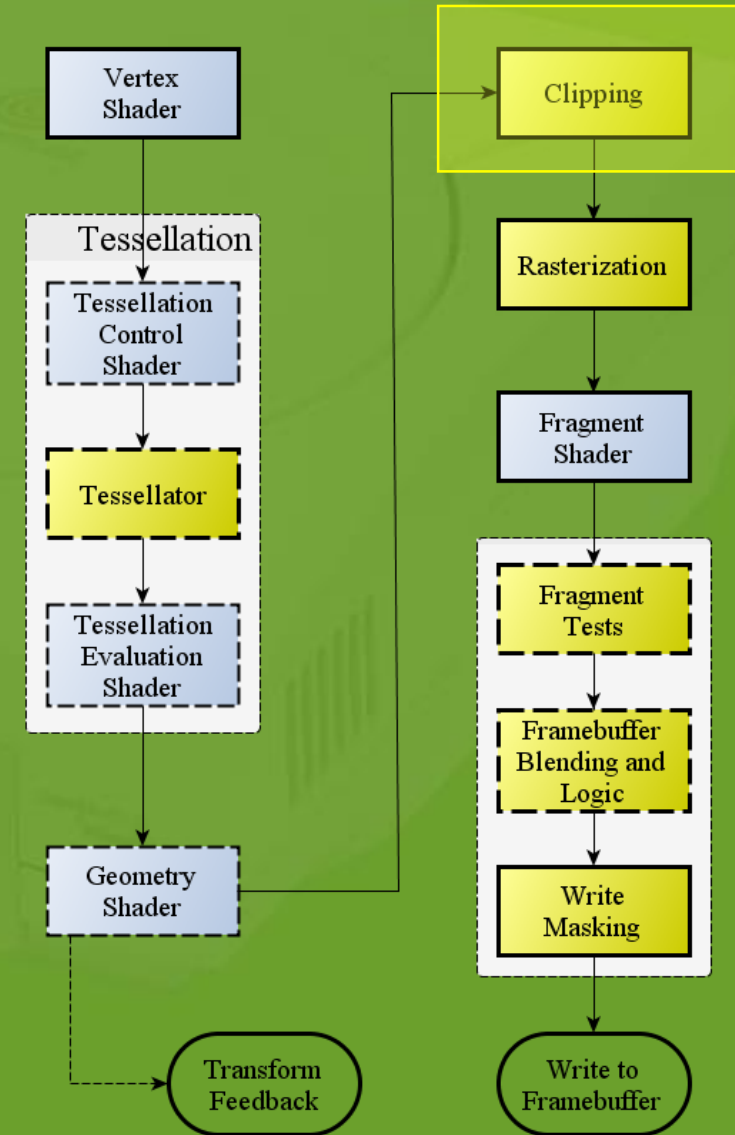 Vertex
Shader
Tessellation
Tessellation
Control
Shader
Tessellator
Tessellation
Evaluation
Shader
Geometry
Shader
Transform
Feedback
Clipping
Rasterization
Fragment
Shader
Fragment
Tests
Framebuffer
Blending and
Logic
Write
Masking
Write to
Framebuffer